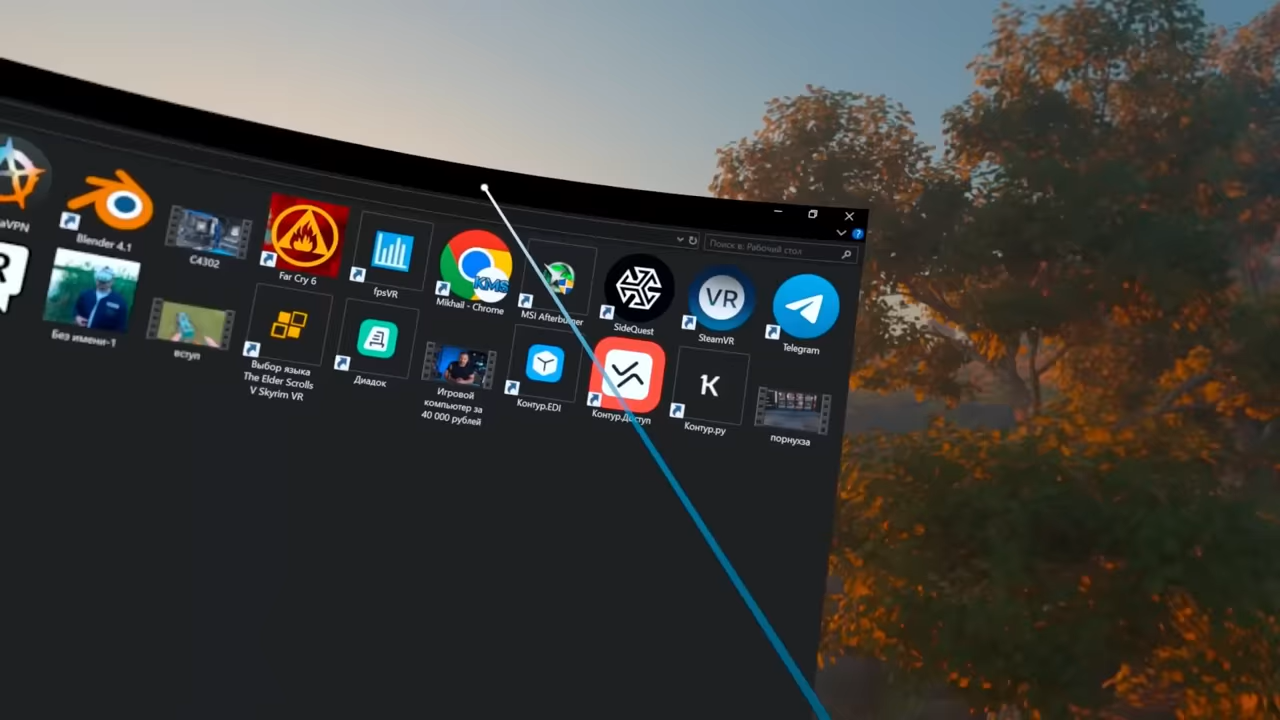 Поиск в: Рабочий стол
aVPN
Blender 4.1
C4302
Far Cry 6
fpsVR
KMS
Mikhail - Chrome
MSI Afterburner
SideQuest
VR
SteamVR
Telegram
R
Без имени-1
вступ
Выбор языка
The Elder Scrolls
V Skyrim VR
Диадок
Игровой
компьютер за
40 000 рублей
Контур.EDI
Контур.Доступ
K
Контур.ру
порнухза